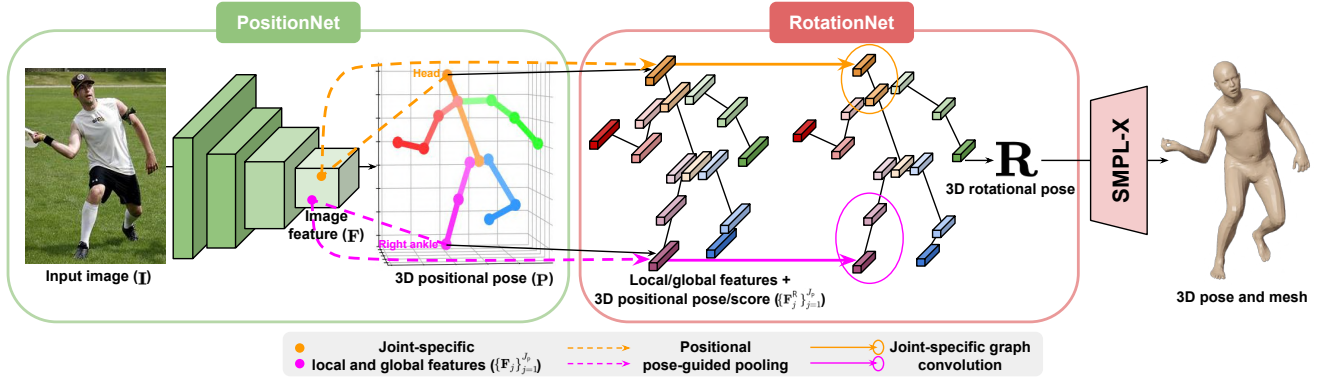 PositionNet
RotationNet
Head
Right ankle
Image
feature (F)
Input image (I)
3D positional pose (P)
Local/global features +
3D positional pose/score ({F_j^R}_{j=1}^{J_p})
R
3D rotational pose
SMPL-X
3D pose and mesh
Joint-specific
local and global features ({F_j}_{j=1}^{J_p})
Positional
pose-guided pooling
Joint-specific graph
convolution